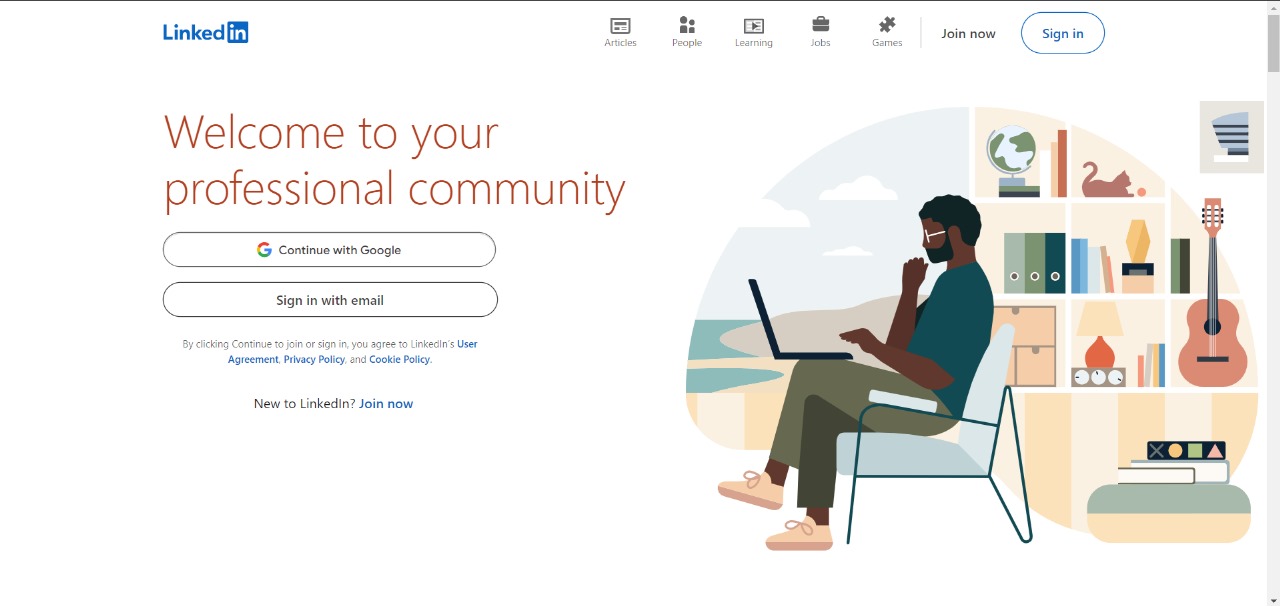 LinkedIn
Articles
People
Learning
Jobs
Games
Join now
Sign in
Welcome to your
professional community
Continue with Google
Sign in with email
By clicking Continue to join or sign in, you agree to LinkedIn's User
Agreement, Privacy Policy, and Cookie Policy.
New to LinkedIn? Join now